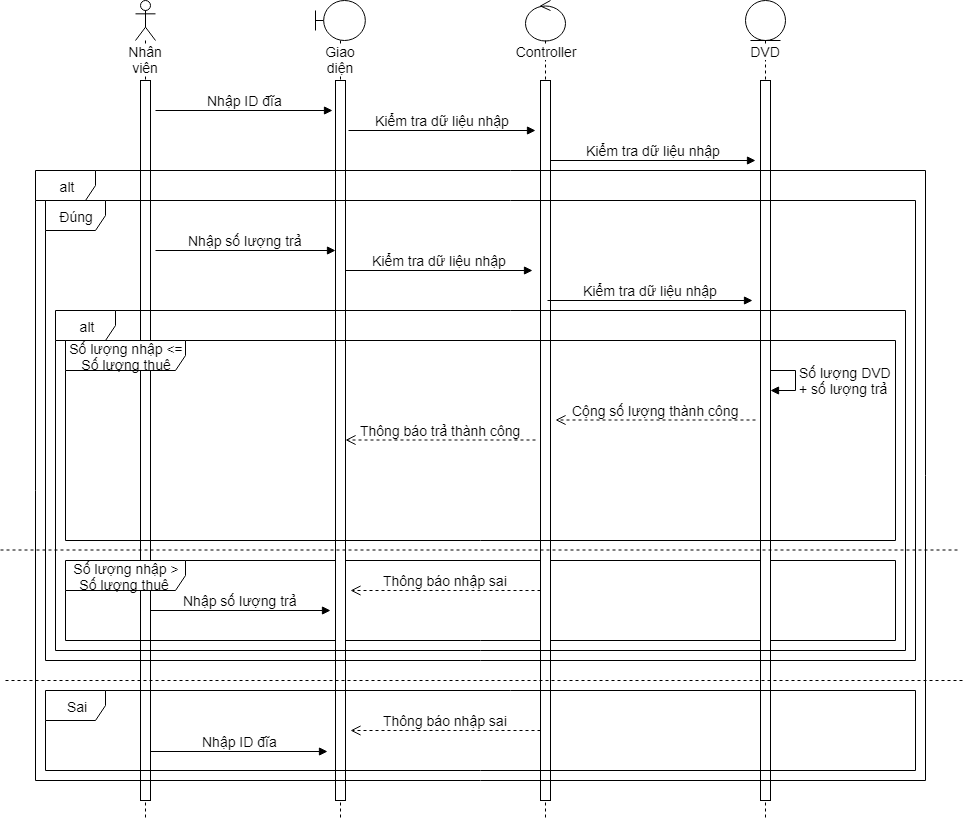 Nhân
viên
Giao
diện
Controller
DVD
Nhập ID đĩa
Kiểm tra dữ liệu nhập
Kiểm tra dữ liệu nhập
alt
Đúng
Nhập số lượng trả
Kiểm tra dữ liệu nhập
Kiểm tra dữ liệu nhập
alt
Số lượng nhập <=
Số lượng thuê
Số lượng DVD
+ số lượng trả
Cộng số lượng thành công
Thông báo trả thành công
Số lượng nhập >
Số lượng thuê
Thông báo nhập sai
Nhập số lượng trả
Sai
Thông báo nhập sai
Nhập ID đĩa